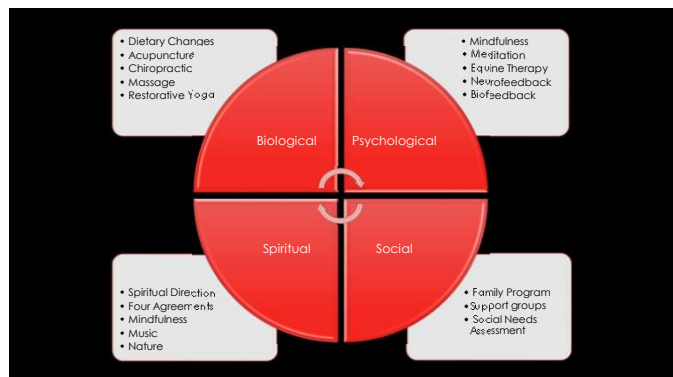 • Dietary Changes
• Acupuncture
• Chiropractic
• Massage
• Restorative Yoga
• Mindfulness
• Meditation
• Equine Therapy
• Neurofeedback
• Biofeedback
Biological
Psychological
Spiritual
Social
• Spiritual Direction
• Four Agreements
• Mindfulness
• Music
• Nature
• Family Program
• Support groups
• Social Needs
Assessment